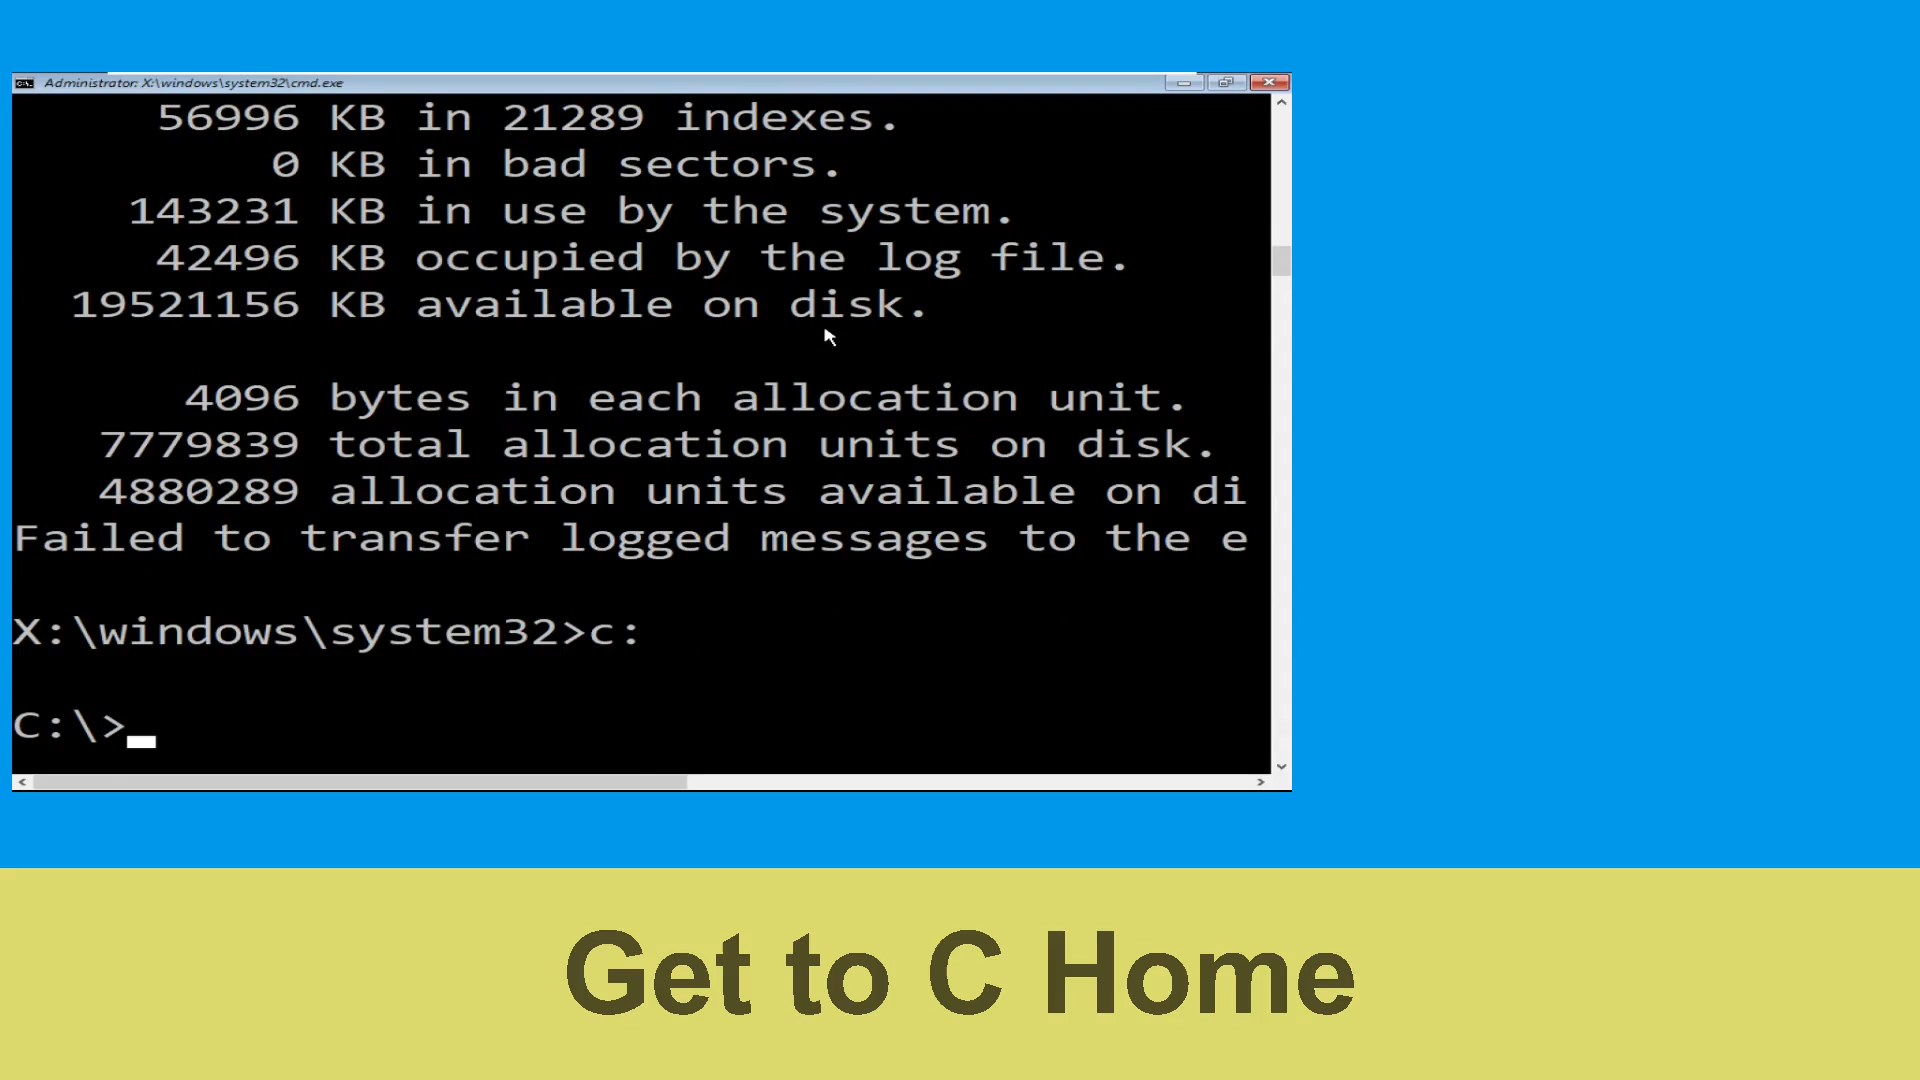 Administrator: X:\windows\system32\cmd.exe
56996 KB in 21289 indexes.
0 KB in bad sectors.
143231 KB in use by the system.
42496 KB occupied by the log file.
19521156 KB available on disk.
4096 bytes in each allocation unit.
7779839 total allocation units on disk.
4880289 allocation units available on di
Failed to transfer logged messages to the e
X:\windows\system32>c:
C:\>
Get to C Home